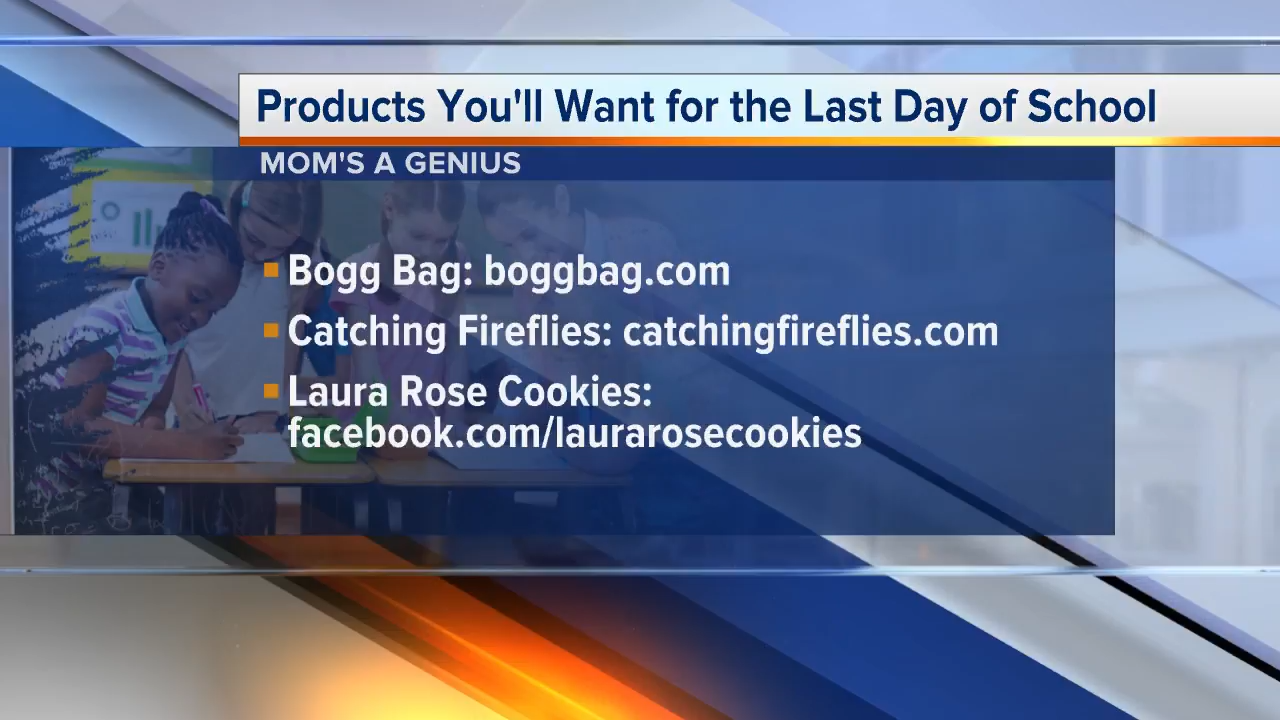 Products You'll Want for the Last Day of School
MOM'S A GENIUS
Bogg Bag: boggbag.com
Catching Fireflies: catchingfireflies.com
Laura Rose Cookies:
facebook.com/laurarosecookies